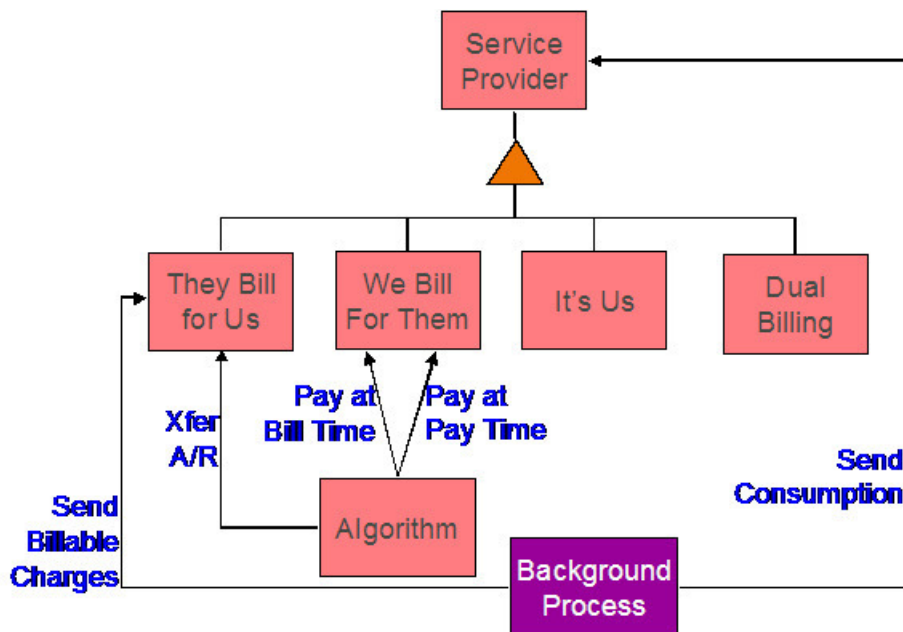 Service
Provider
They Bill
for Us
We Bill
For Them
It's Us
Dual
Billing
Xfer
A/R
Pay at
Bill Time
Pay at
Pay Time
Send
Consumption
Send
Billable
Charges
Algorithm
Background
Process